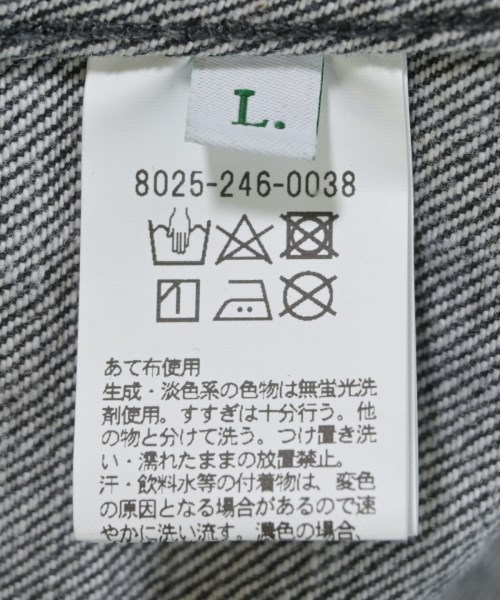 L.
8025-246-0038
あて布使用
生成・淡色系の色物は無蛍光洗
剤使用。すすぎは十分行う。他
の物と分けて洗う。つけ置き洗
い・濡れたままの放置禁止。
汗・飲料水等の付着物は、変色
の原因となる場合があるので速
やかに洗い流す。濃色の場合、